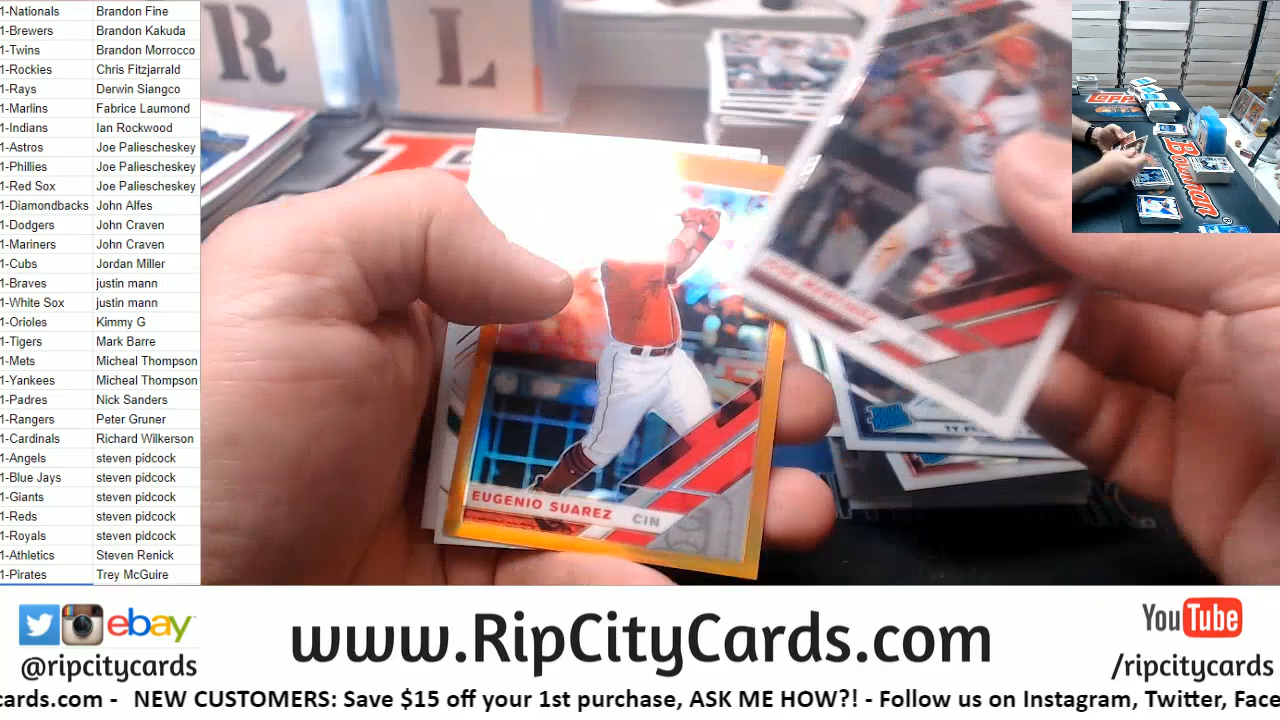 1-Nationals Brandon Fine
1-Brewers Brandon Kakuda
1-Twins Brandon Morrocco
1-Rockies Chris Fitzjarrald
1-Rays Derwin Siangco
1-Marlins Fabrice Laumond
1-Indians Ian Rockwood
1-Astros Joe Paliescheskey
1-Phillies Joe Paliescheskey
1-Red Sox Joe Paliescheskey
1-Diamondbacks John Alfes
1-Dodgers John Craven
1-Mariners John Craven
1-Cubs Jordan Miller
1-Braves justin mann
1-White Sox justin mann
1-Orioles Kimmy G
1-Tigers Mark Barre
1-Mets Micheal Thompson
1-Yankees Micheal Thompson
1-Padres Nick Sanders
1-Rangers Peter Gruner
1-Cardinals Richard Wilkerson
1-Angels steven pidcock
1-Blue Jays steven pidcock
1-Giants steven pidcock
1-Reds steven pidcock
1-Royals steven pidcock
1-Athletics Steven Renick
1-Pirates Trey McGuire
R L
Topps
Bowman
EUGENIO SUAREZ CIN
ebay
@ripcitycards
www.RipCityCards.com
YouTube
/ripcitycards
cards.com - NEW CUSTOMERS: Save $15 off your 1st purchase, ASK ME HOW?! - Follow us on Instagram, Twitter, Face